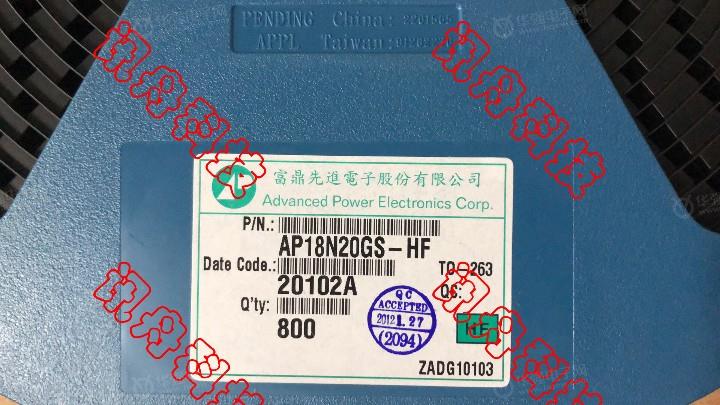 PENDING China:
APPL Taiwan:
富鼎先進電子股份有限公司
Advanced Power Electronics Corp.
P/N.:
AP18N20GS-HF
Date Code.:
TO-263
20102A
QC:
Q'ty:
800
QC
ACCEPTED
2012 1. 27
(2094)
HF
ZADG10103